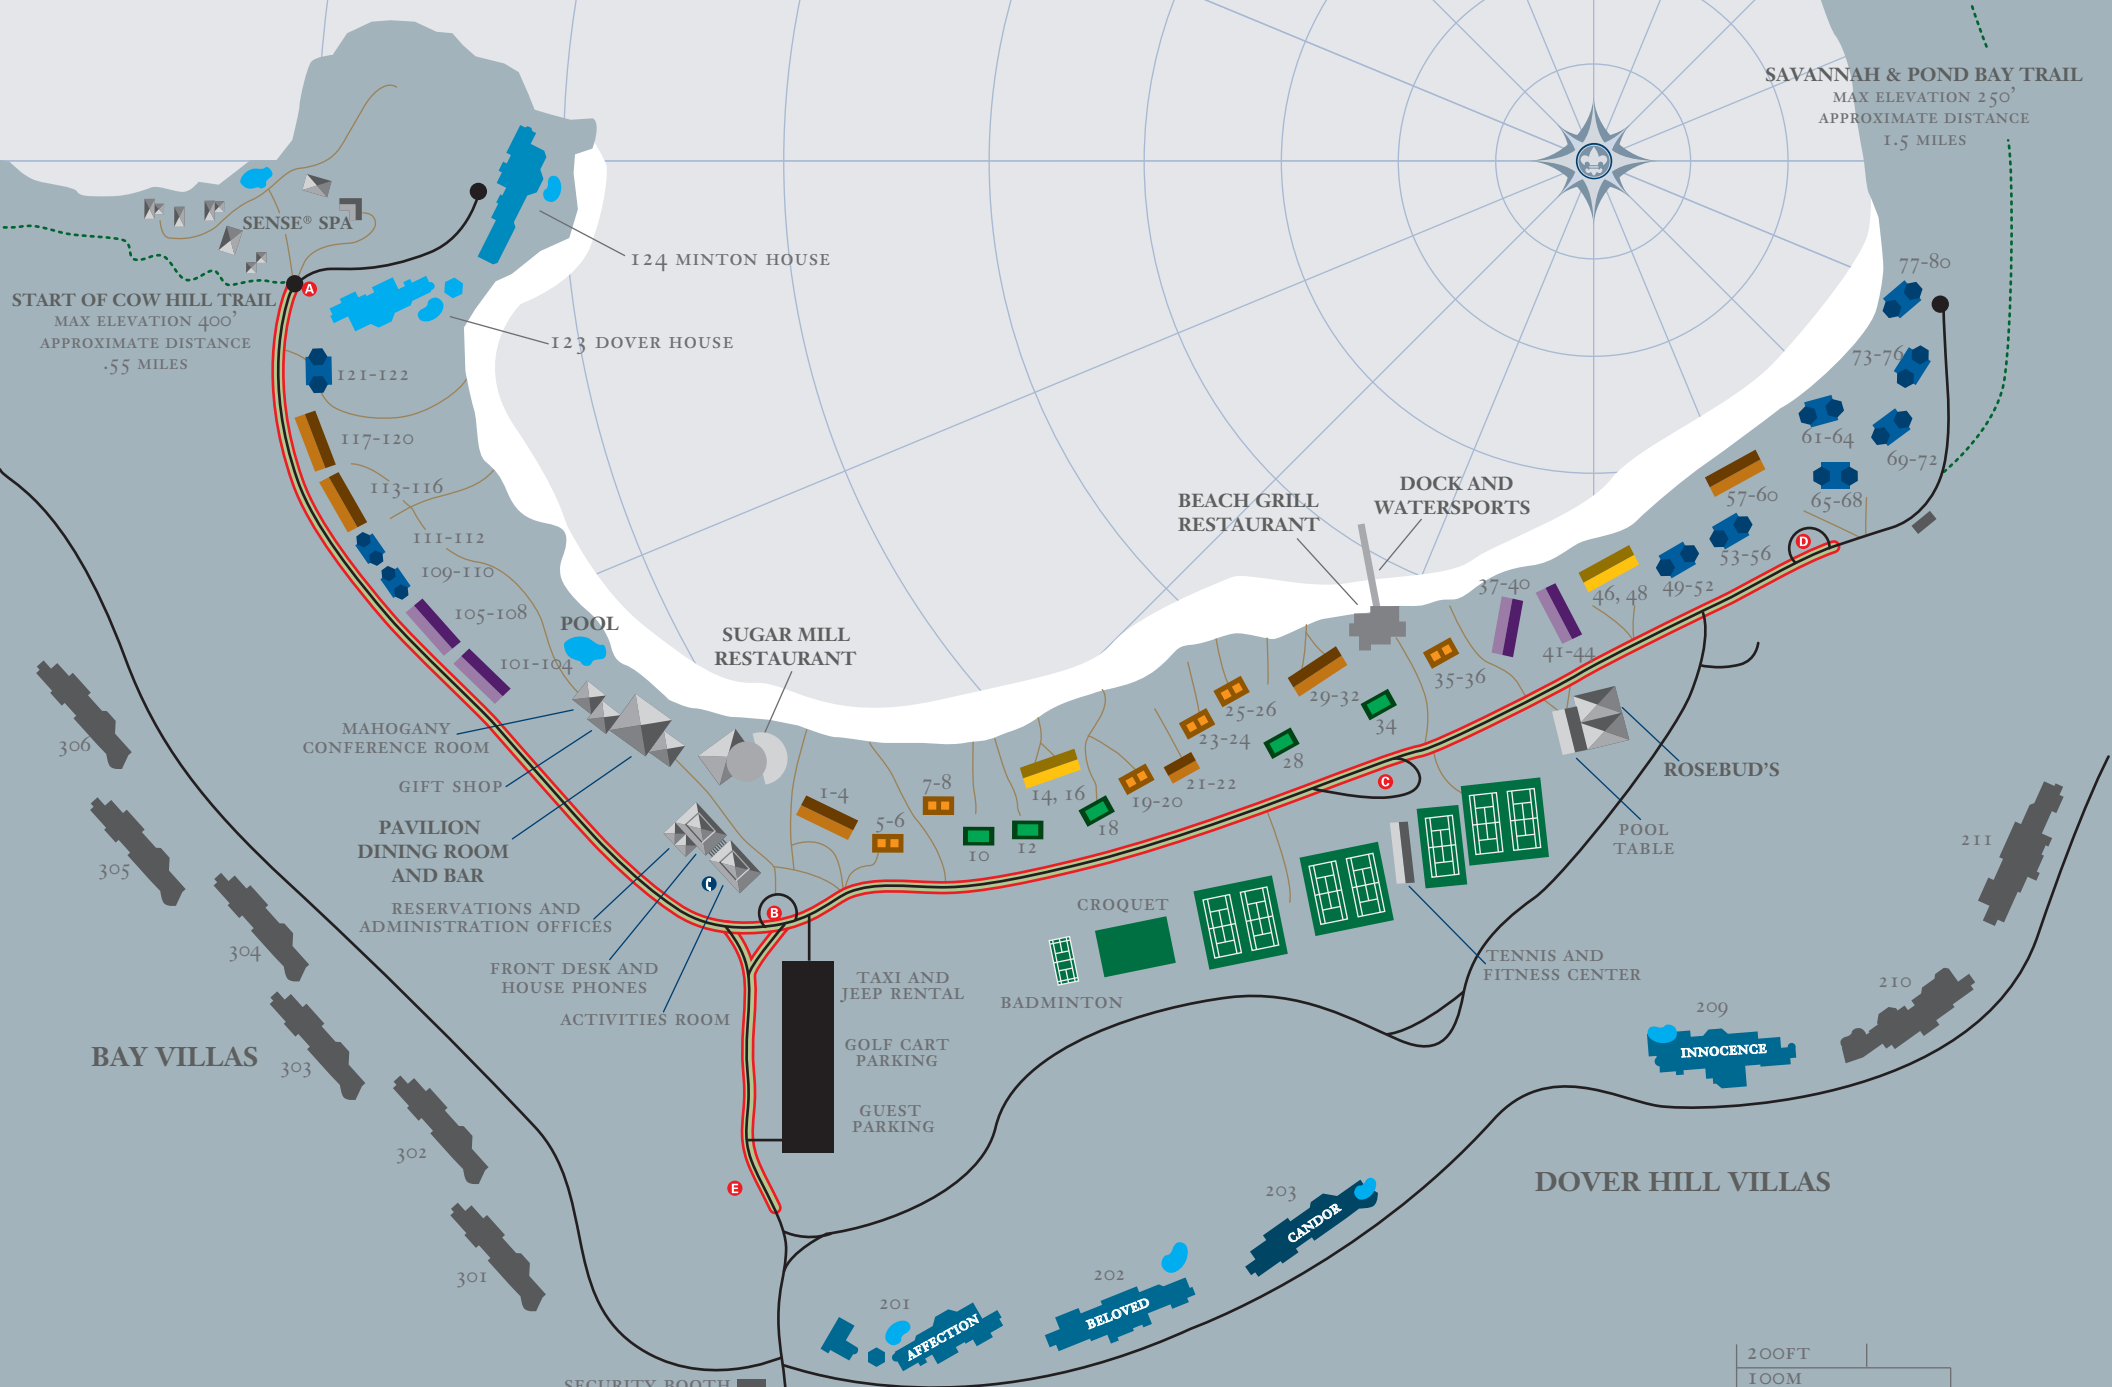 SAVANNAH & POND BAY TRAIL
MAX ELEVATION 250'
APPROXIMATE DISTANCE
1.5 MILES
SENSE® SPA
124 MINTON HOUSE
77-80
A
START OF COW HILL TRAIL
MAX ELEVATION 400'
APPROXIMATE DISTANCE
.55 MILES
123 DOVER HOUSE
73-76
121-122
61-64
117-120
69-72
DOCK AND
WATERSPORTS
113-116
BEACH GRILL
RESTAURANT
57-60
65-68
111-112
D
53-56
109-110
37-40
46, 48
49-52
105-108
POOL
SUGAR MILL
RESTAURANT
41-44
101-104
35-36
29-32
25-26
34
MAHOGANY
CONFERENCE ROOM
306
23-24
28
ROSEBUD'S
GIFT SHOP
7-8
1-4
14, 16
19-20
21-22
C
5-6
18
PAVILION
DINING ROOM
AND BAR
10
12
POOL
TABLE
211
305
B
RESERVATIONS AND
ADMINISTRATION OFFICES
CROQUET
304
FRONT DESK AND
HOUSE PHONES
TAXI AND
JEEP RENTAL
BADMINTON
TENNIS AND
FITNESS CENTER
210
209
ACTIVITIES ROOM
INNOCENCE
BAY VILLAS
303
GOLF CART
PARKING
GUEST
PARKING
302
E
DOVER HILL VILLAS
203
CANDOR
301
202
BELOVED
201
AFFECTION
200FT
100M
SECURITY BOOTH